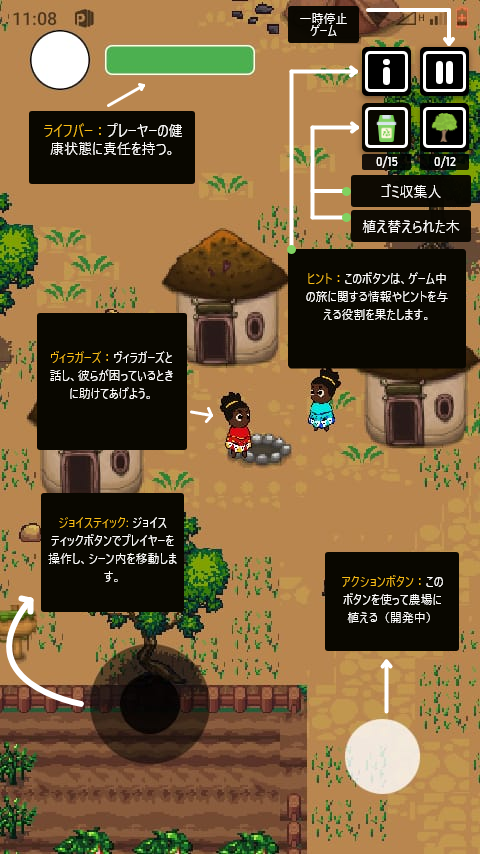 11:08
H
一時停止
ゲーム
ライフバー：プレーヤーの健
康状態に責任を持つ。
0/15
0/12
ゴミ収集人
植え替えられた木
ヒント：このボタンは、ゲーム中
の旅に関する情報やヒントを与
える役割を果たします。
ヴィラガーズ：ヴィラガーズと
話し、彼らが困っているとき
に助けてあげよう。
ジョイスティック: ジョイス
ティックボタンでプレイヤーを
操作し、シーン内を移動しま
す。
アクションボタン：この
ボタンを使って農場に
植える（開発中）